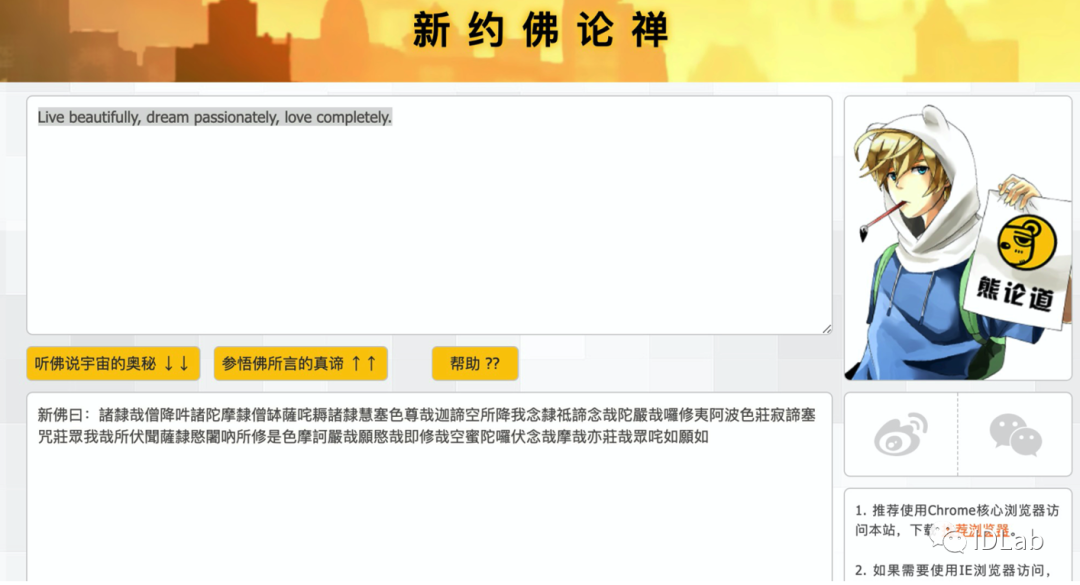 新约佛论禅
Live beautifully, dream passionately, love completely.
熊论道
听佛说宇宙的奥秘 ↓↓
参悟佛所言的真谛 ↑↑
帮助 ??
新佛曰：諸隸哉僧降吽諸陀摩隸僧缽薩咤耨諸隸慧塞色尊哉迦諦空所降我念隸祗諦念哉陀嚴哉囉修夷阿波色莊寂諦塞
咒莊眾我哉所伏聞薩隸愍闍吶所修是色摩訶嚴哉願愍哉即修哉空蜜陀囉伏念哉摩哉亦莊哉眾咤如願如
1. 推荐使用Chrome核心浏览器访
问本站，下载推荐浏览器。
IDLab
2. 如果需要使用IE浏览器访问，